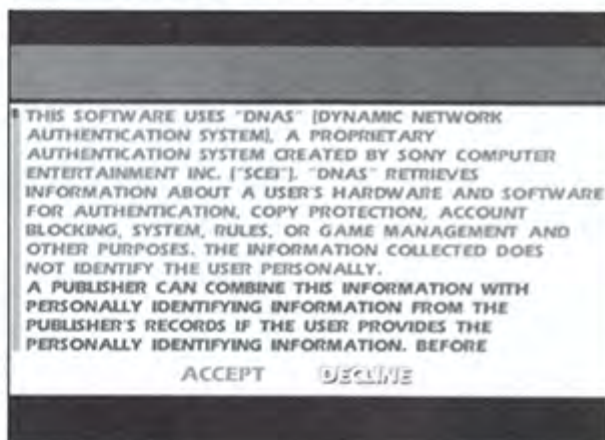 THIS SOFTWARE USES "DNAS" (DYNAMIC NETWORK
AUTHENTICATION SYSTEM), A PROPRIETARY
AUTHENTICATION SYSTEM CREATED BY SONY COMPUTER
ENTERTAINMENT INC. ("SCEI"). "DNAS" RETRIEVES
INFORMATION ABOUT A USER'S HARDWARE AND SOFTWARE
FOR AUTHENTICATION, COPY PROTECTION, ACCOUNT
BLOCKING, SYSTEM, RULES, OR GAME MANAGEMENT AND
OTHER PURPOSES. THE INFORMATION COLLECTED DOES
NOT IDENTIFY THE USER PERSONALLY.
A PUBLISHER CAN COMBINE THIS INFORMATION WITH
PERSONALLY IDENTIFYING INFORMATION FROM THE
PUBLISHER'S RECORDS IF THE USER PROVIDES THE
PERSONALLY IDENTIFYING INFORMATION. BEFORE
ACCEPT DECLINE